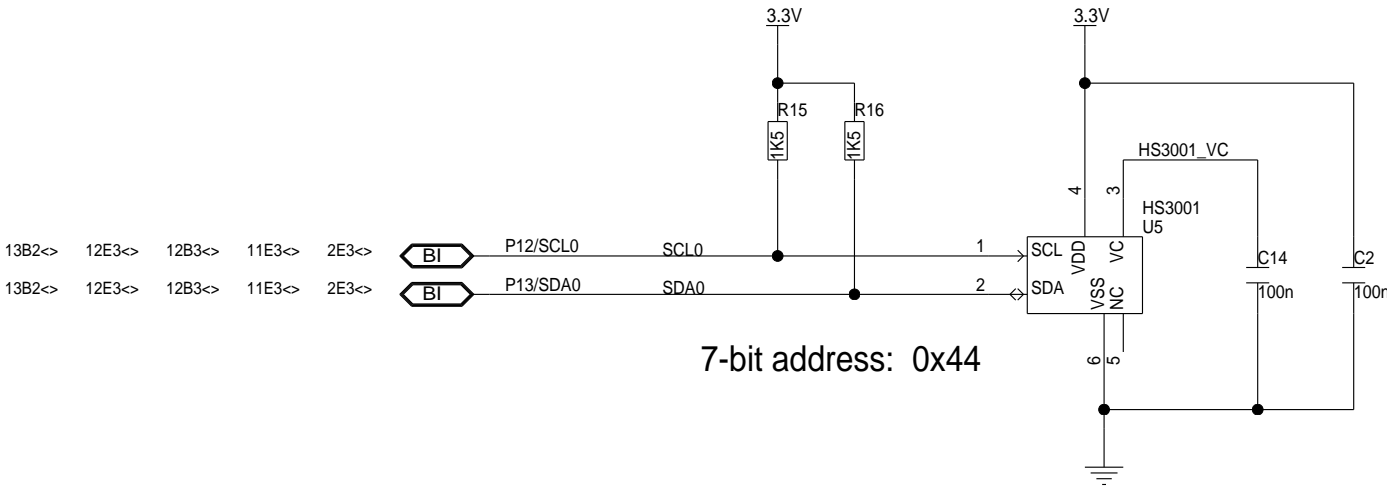 3.3V 3.3V
R15 R16
1K5 1K5
HS3001_VC
4 3
HS3001
U5
13B2<> 12E3<> 12B3<> 11E3<> 2E3<> BI P12/SCL0 SCL0 1 SCL VDD VC C14 C2
13B2<> 12E3<> 12B3<> 11E3<> 2E3<> BI P13/SDA0 SDA0 2 SDA VSS NC 100n 100n
7-bit address: 0x44 6 5